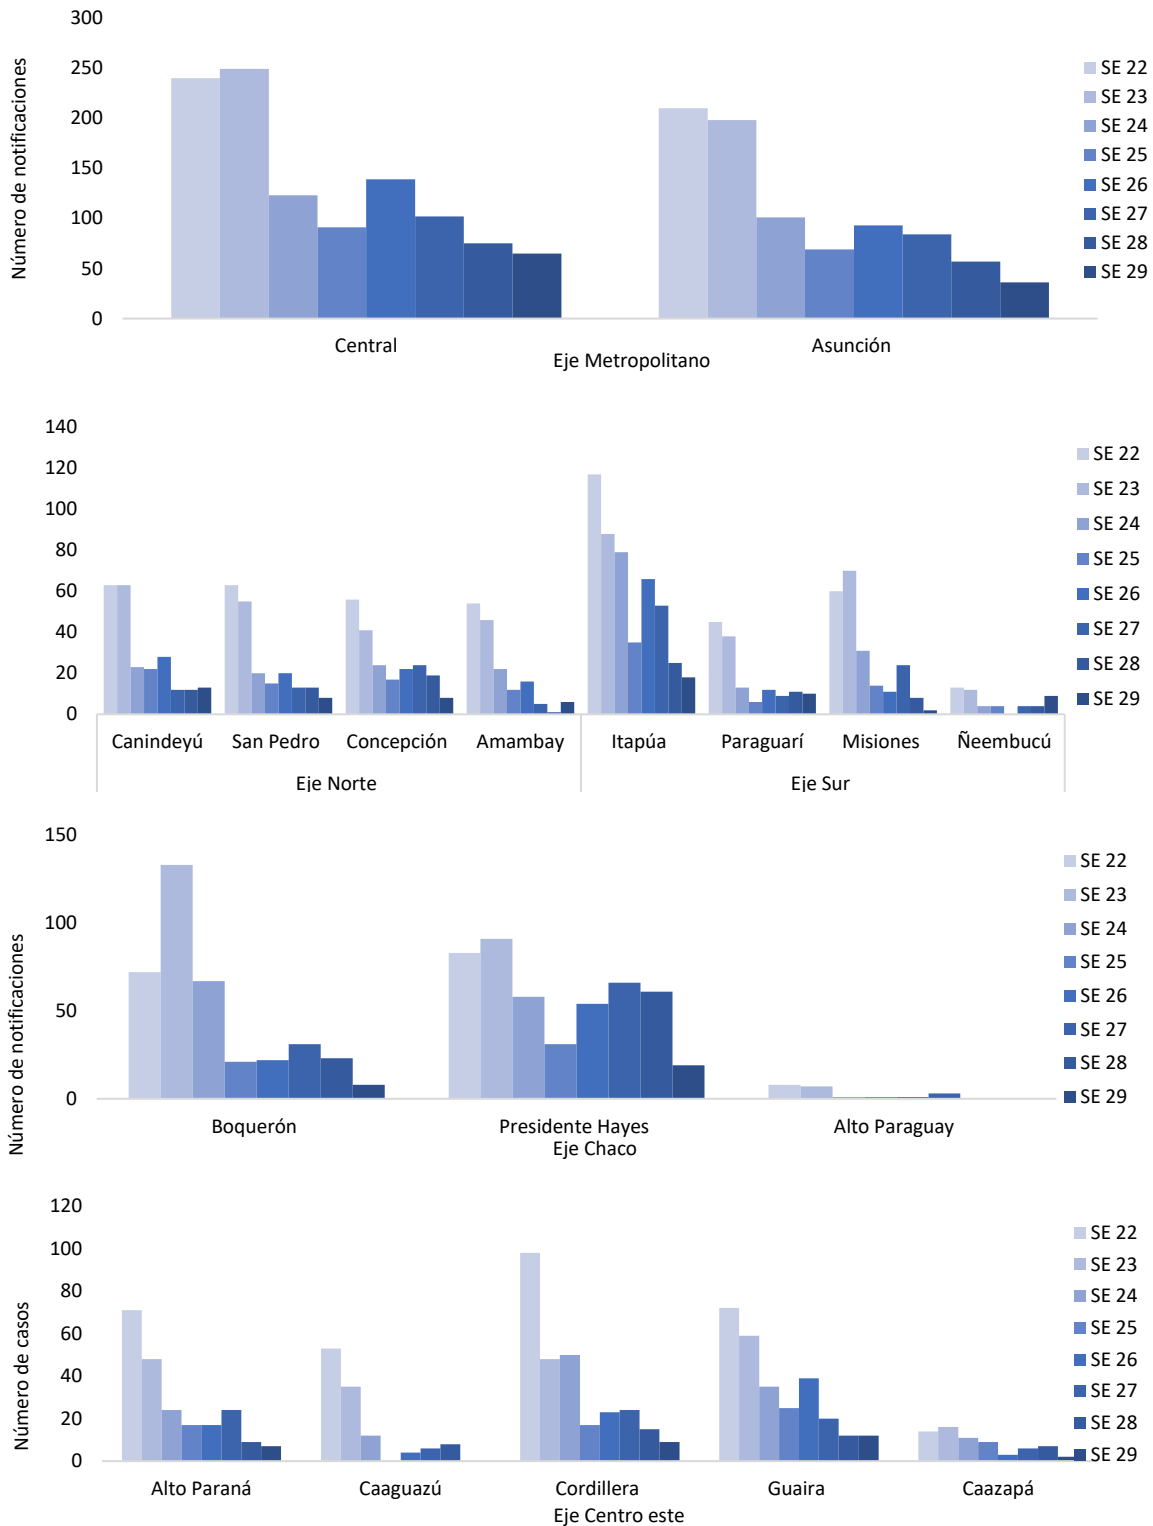 Número de notificaciones
300
250
200
150
100
50
0
Central
Asunción
Eje Metropolitano
SE 22
SE 23
SE 24
SE 25
SE 26
SE 27
SE 28
SE 29
140
120
100
80
60
40
20
0
Canindeyú
San Pedro
Concepción
Amambay
Itapúa
Paraguarí
Misiones
Ñeembucú
Eje Norte
Eje Sur
SE 22
SE 23
SE 24
SE 25
SE 26
SE 27
SE 28
SE 29
Número de notificaciones
150
100
50
0
Boquerón
Presidente Hayes
Alto Paraguay
Eje Chaco
SE 22
SE 23
SE 24
SE 25
SE 26
SE 27
SE 28
SE 29
Número de casos
120
100
80
60
40
20
0
Alto Paraná
Caaguazú
Cordillera
Guaira
Caazapá
Eje Centro este
SE 22
SE 23
SE 24
SE 25
SE 26
SE 27
SE 28
SE 29